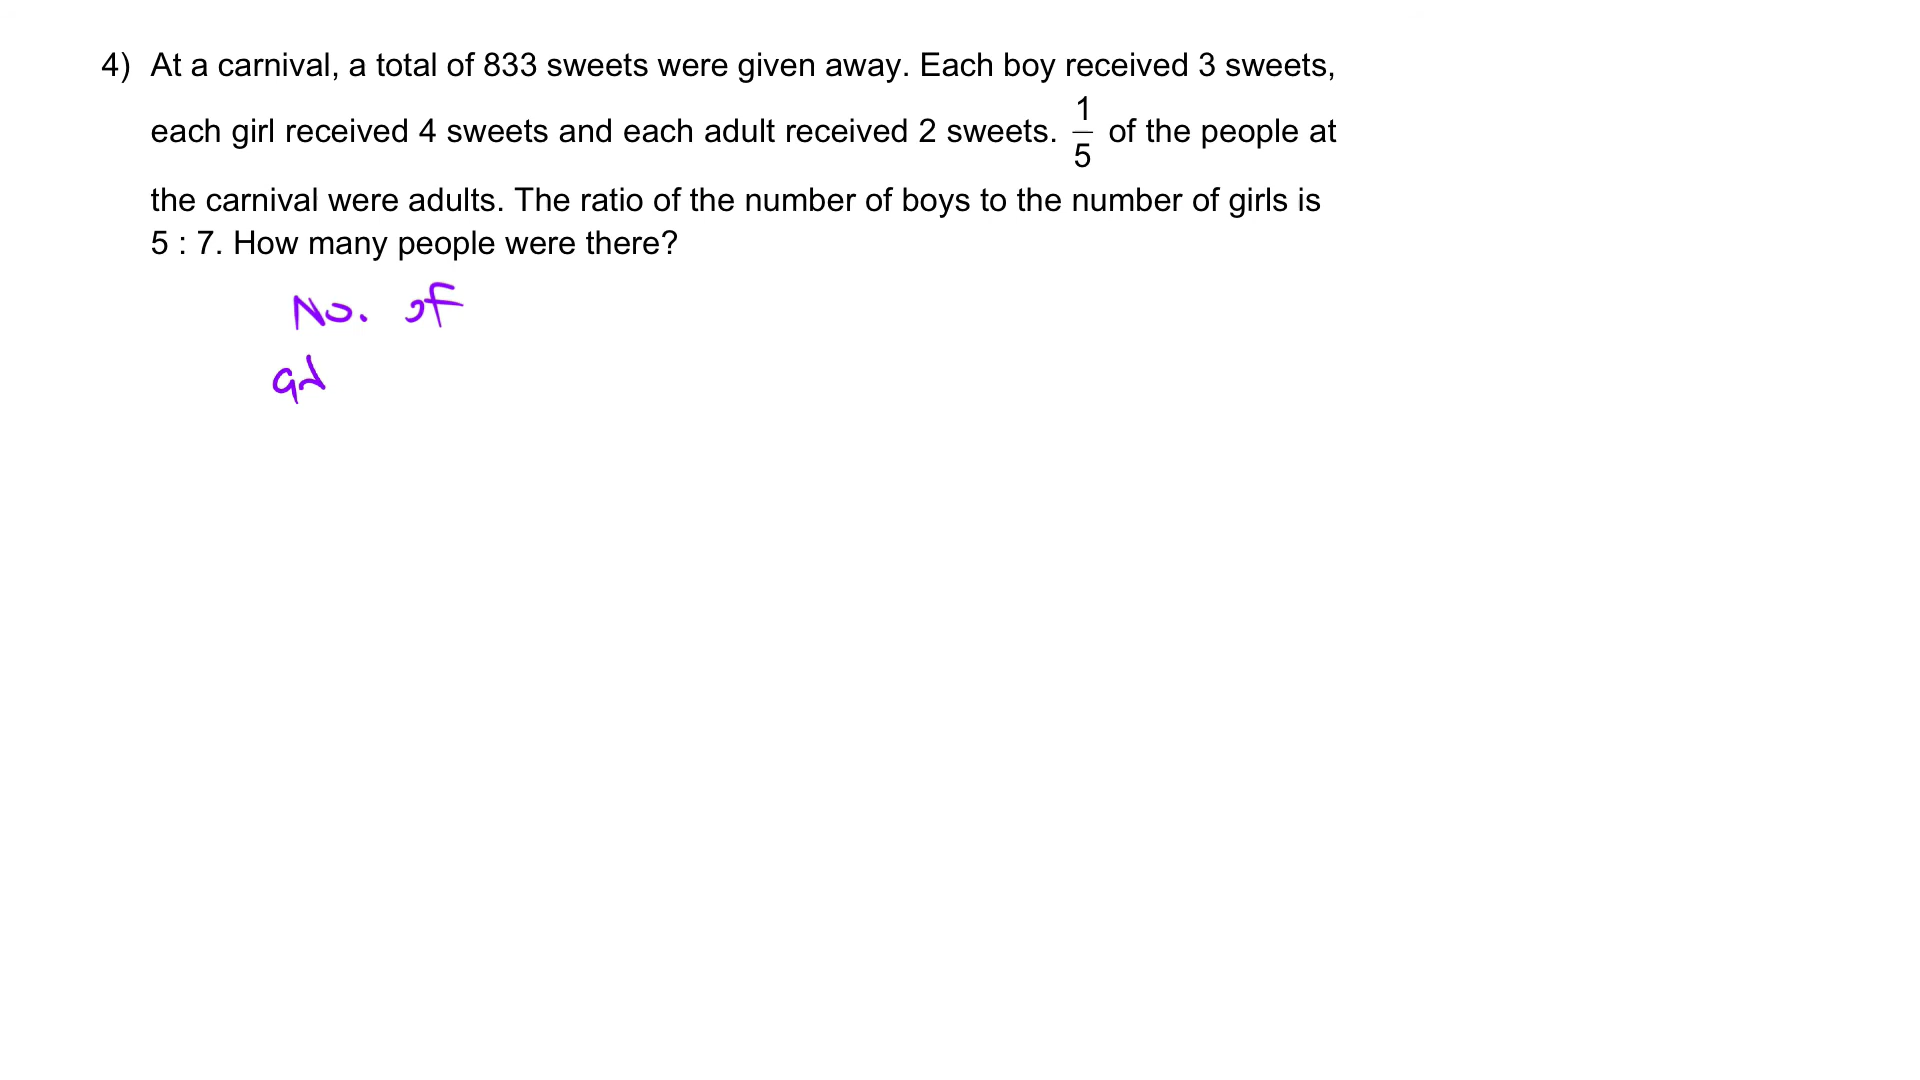 4) At a carnival, a total of 833 sweets were given away. Each boy received 3 sweets,
each girl received 4 sweets and each adult received 2 sweets. 1/5 of the people at
the carnival were adults. The ratio of the number of boys to the number of girls is
5 : 7. How many people were there?
No. of